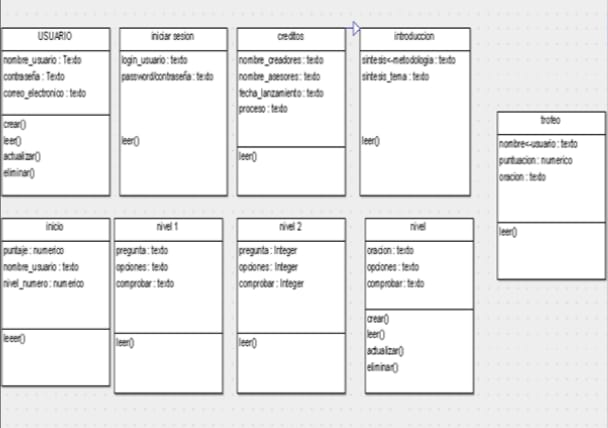 USUARIO
nombre_usuario : Texto
contraseña : Texto
correo_electronico : texto
crear()
leer()
actualizar()
eliminar()
iniciar sesion
login_usuario : texto
password/contraseña : texto
leer()
creditos
nombre_creadores : texto
nombre_asesores : texto
fecha_lanzamiento : texto
proceso : texto
leer()
introduccion
sintesis<-metodologia : texto
sintesis_tema : texto
leer()
trofeo
nombre<-usuario : texto
puntuacion : numerico
oracion : texto
leer()
inicio
puntaje : numerico
nombre_usuario : texto
nivel_numero : numerico
leeer()
nivel 1
pregunta : texto
opciones : texto
comprobar : texto
leer()
nivel 2
pregunta : Integer
opciones : Integer
comprobar : Integer
leer()
nivel
oracion : texto
opciones : texto
comprobar : texto
crear()
leer()
actualizar()
eliminar()